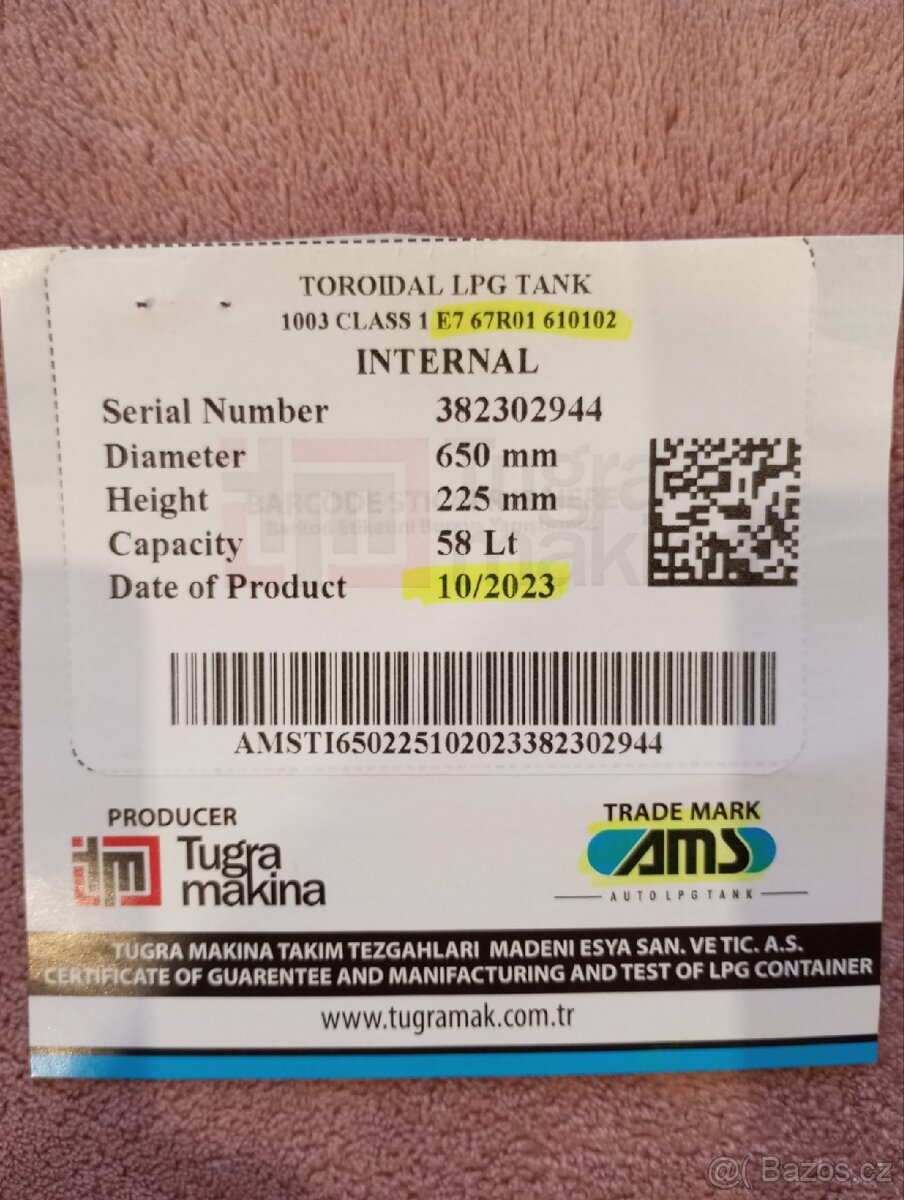 TOROIDAL LPG TANK
1003 CLASS 1 E7 67R01 610102
INTERNAL
Serial Number 382302944
Diameter 650 mm
Height 225 mm
Capacity 58 Lt
Date of Product 10/2023
AMSTI650225102023382302944
PRODUCER
Tugra
makina
TRADE MARK
AMS
AUTO LPG TANK
TUGRA MAKINA TAKIM TEZGAHLARI MADENI ESYA SAN. VE TIC. A.S.
CERTIFICATE OF GUARENTEE AND MANIFACTURING AND TEST OF LPG CONTAINER
www.tugramak.com.tr
@( Bazos.cz